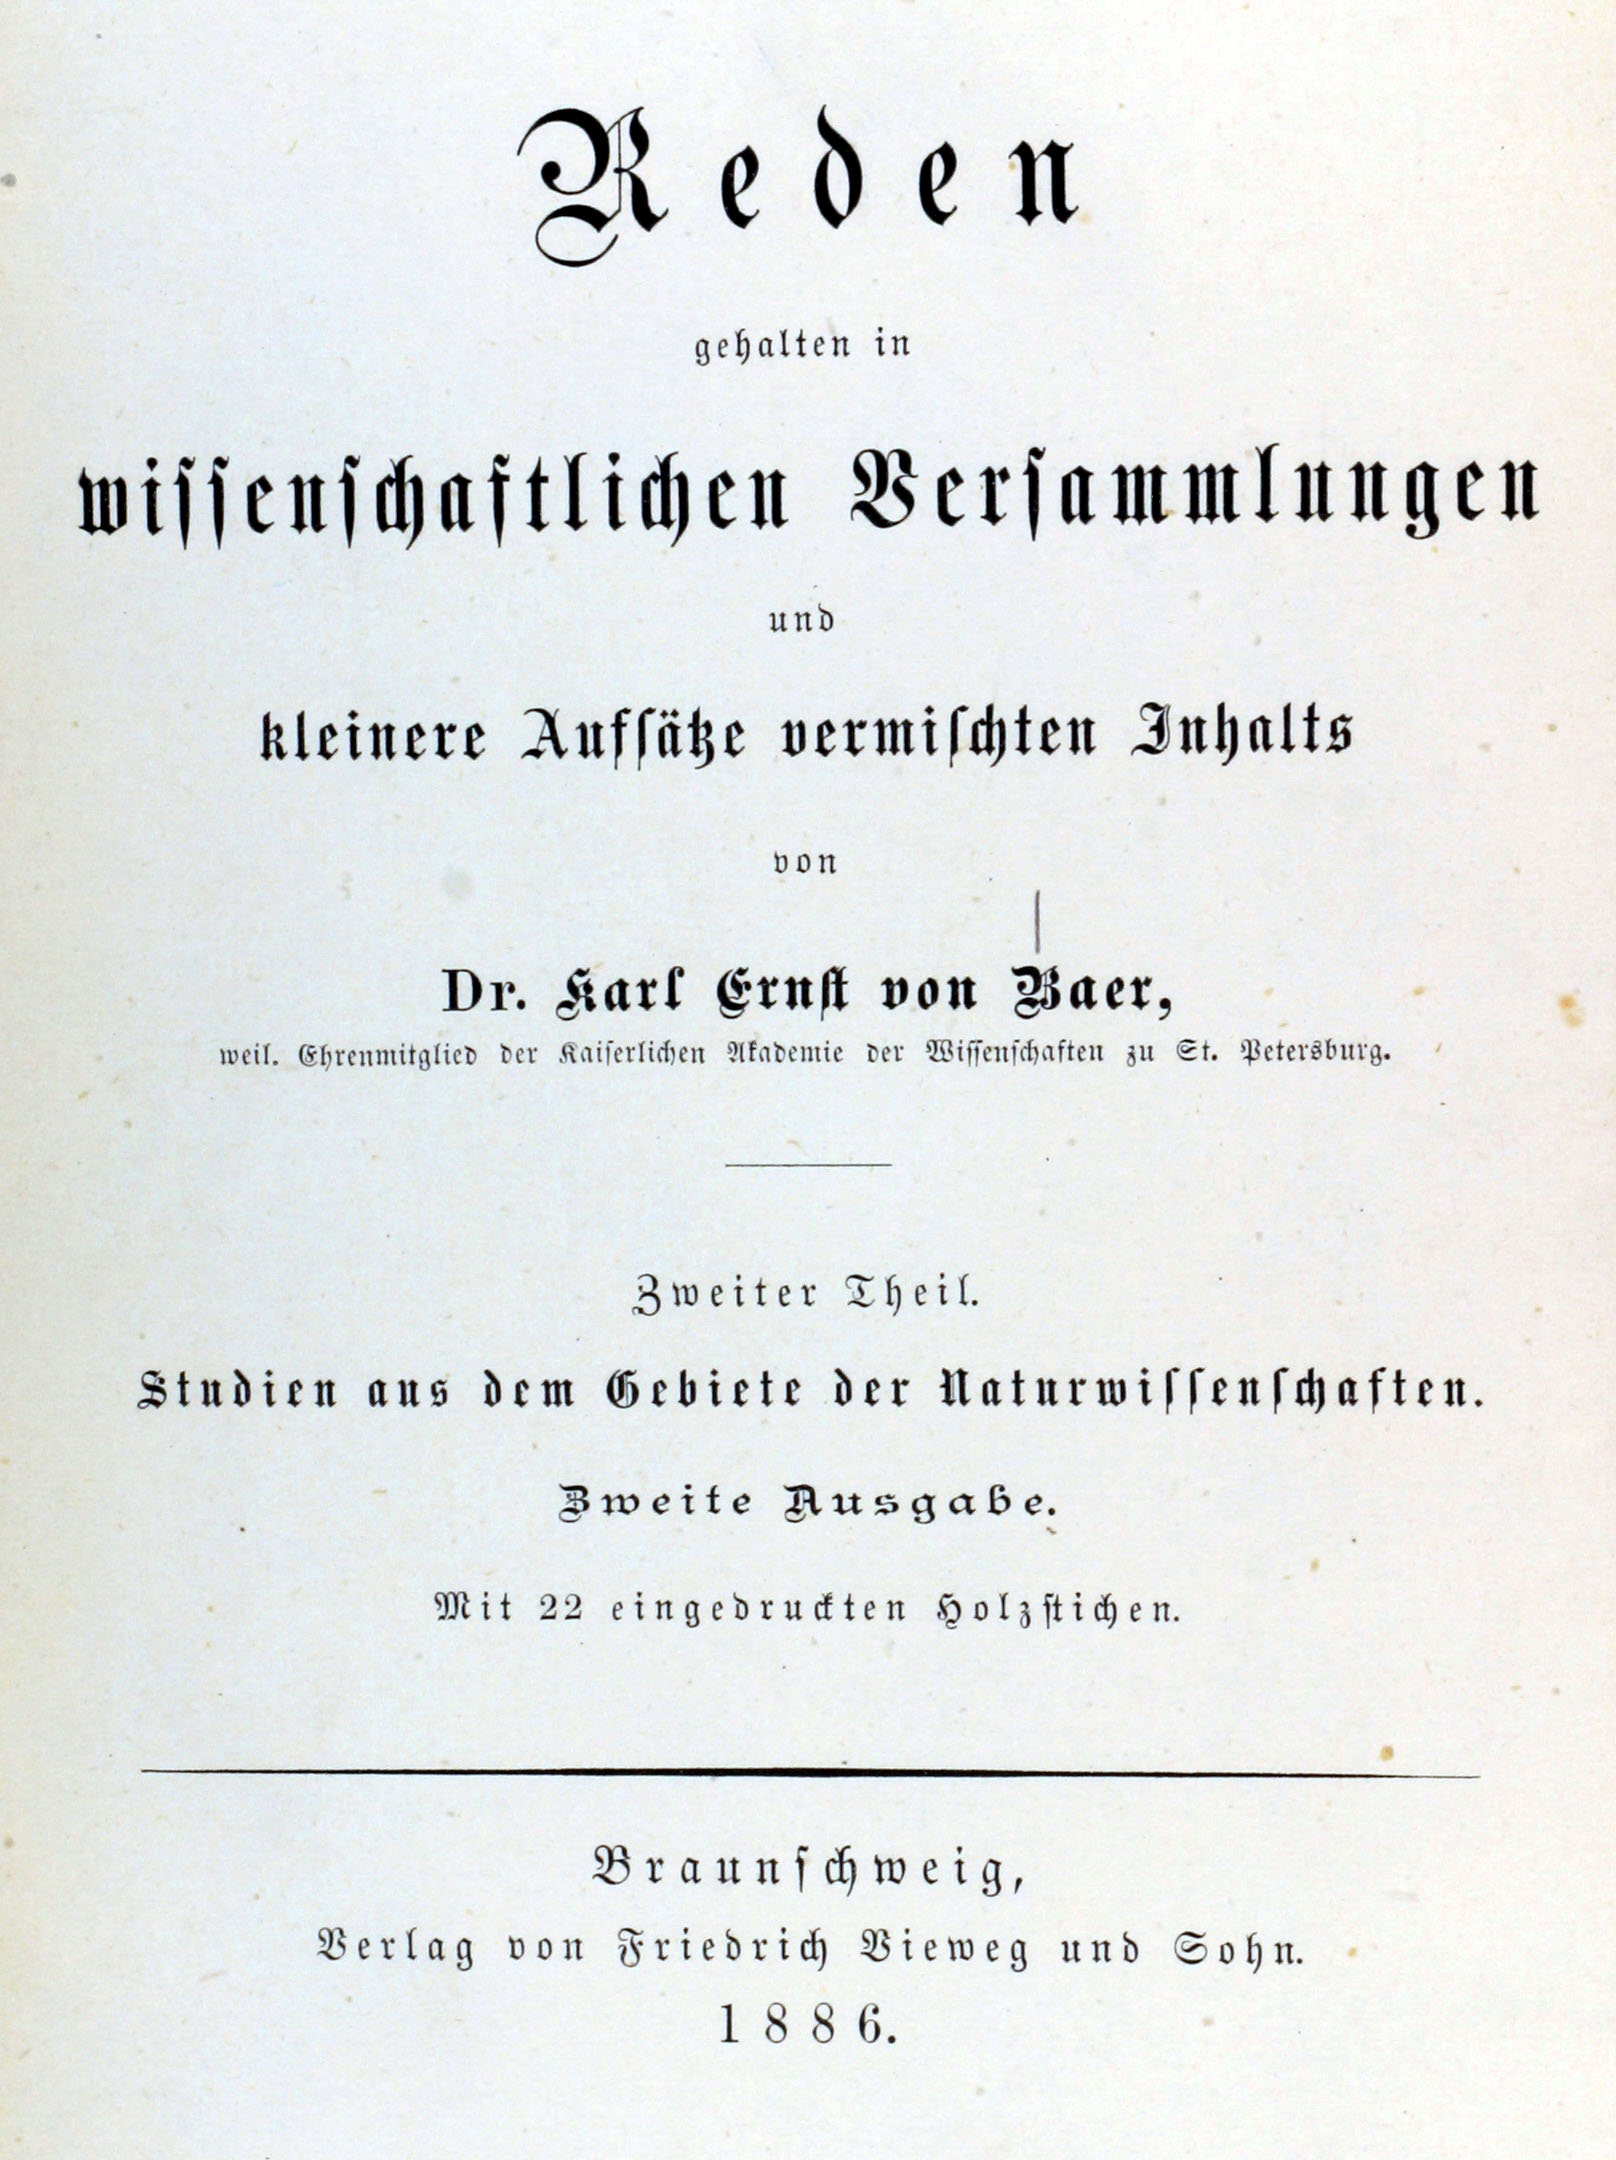 Reden
gehalten in
wissenschaftlichen Versammlungen
und
kleinere Aufsätze vermischten Inhalts
von
Dr. Karl Ernst von Baer,
weil. Ehrenmitglied der Kaiserlichen Akademie der Wissenschaften zu St. Petersburg.
Zweiter Theil.
Studien aus dem Gebiete der Naturwissenschaften.
Zweite Ausgabe.
Mit 22 eingedruckten Holzstichen.
Braunschweig,
Verlag von Friedrich Vieweg und Sohn.
1886.